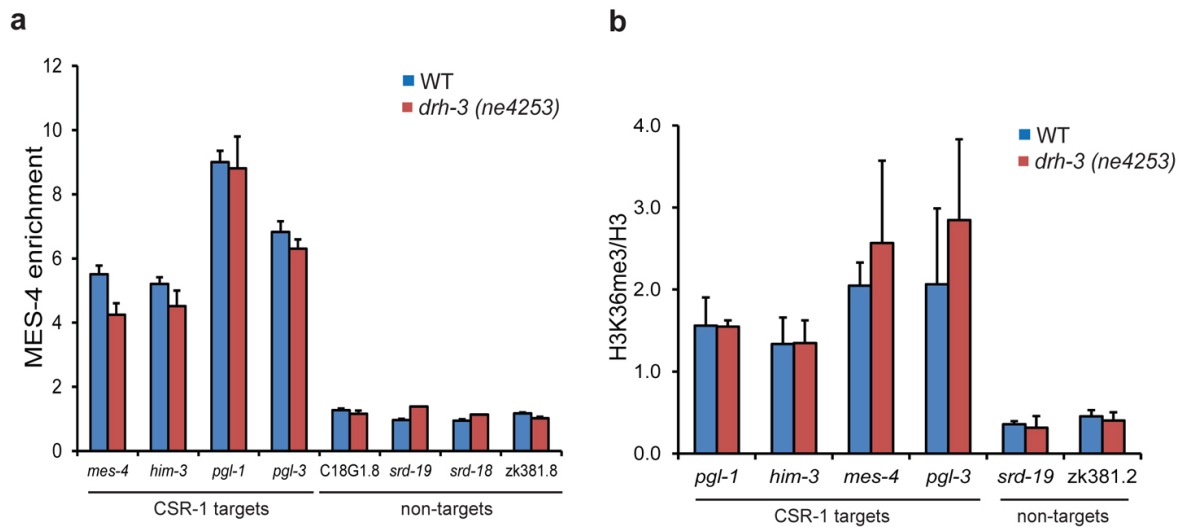 a
MES-4 enrichment
12
10
8
6
4
2
0
WT
drh-3 (ne4253)
mes-4 him-3 pgl-1 pgl-3 C18G1.8 srd-19 srd-18 zk381.8
CSR-1 targets non-targets
b
H3K36me3/H3
4.0
3.0
2.0
1.0
0.0
WT
drh-3 (ne4253)
pgl-1 him-3 mes-4 pgl-3 srd-19 zk381.2
CSR-1 targets non-targets